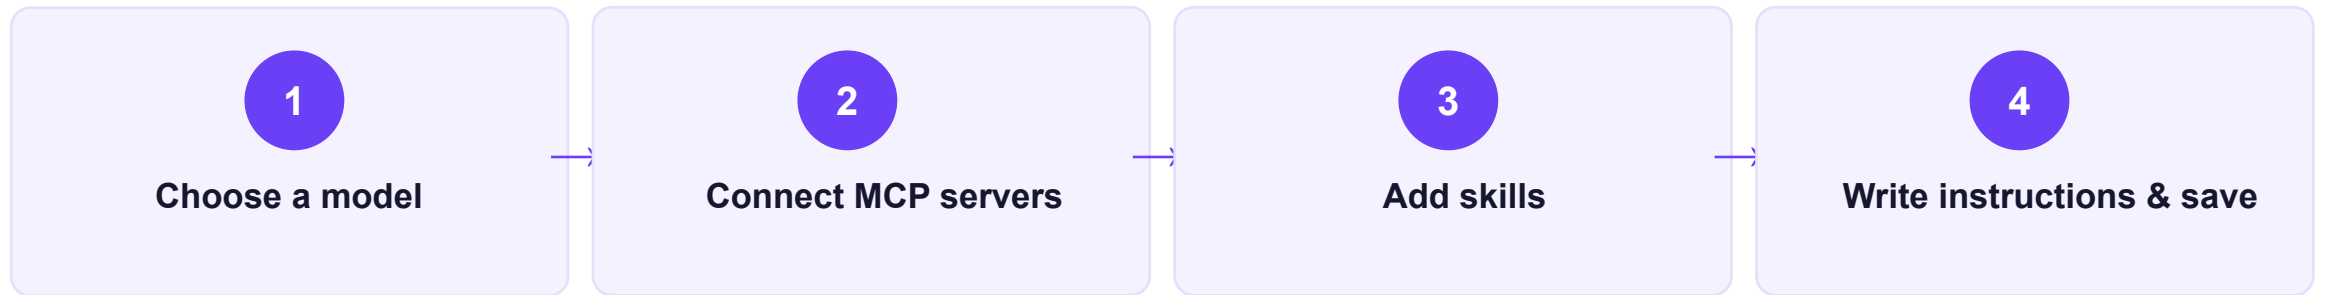 1
Choose a model
2
Connect MCP servers
3
Add skills
4
Write instructions & save